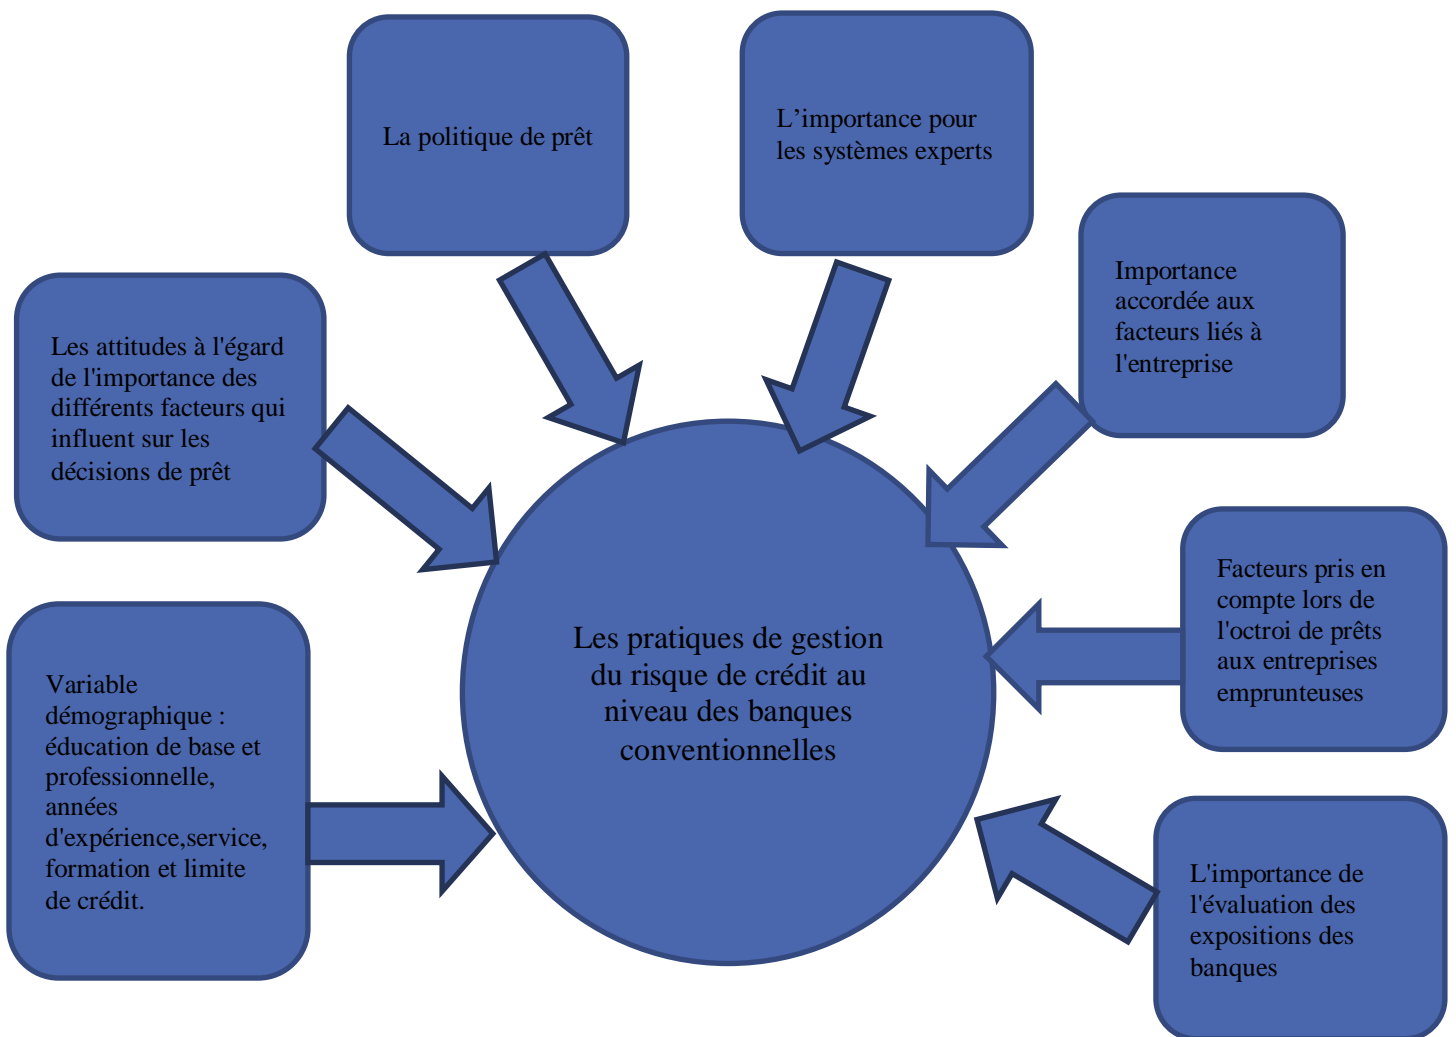 La politique de prêt
L’importance pour
les systèmes experts
Importance
accordée aux
facteurs liés à
l'entreprise
Les attitudes à l'égard
de l'importance des
différents facteurs qui
influent sur les
décisions de prêt
Facteurs pris en
compte lors de
l'octroi de prêts
aux entreprises
emprunteuses
Les pratiques de gestion
du risque de crédit au
niveau des banques
conventionnelles
Variable
démographique :
éducation de base et
professionnelle,
années
d'expérience,service,
formation et limite
de crédit.
L'importance de
l'évaluation des
expositions des
banques